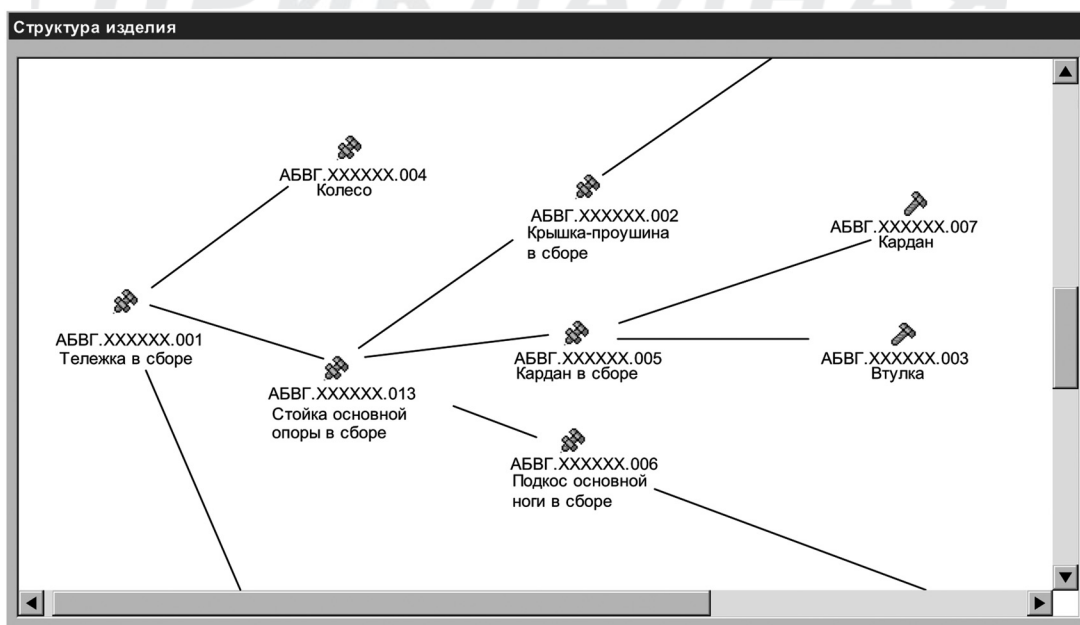 ПРИКЛАДНАЯ
Структура изделия
АБВГ.XXXXXX.004
Колесо
АБВГ.XXXXXX.002
Крышка-проушина
в сборе
АБВГ.XXXXXX.007
Кардан
АБВГ.XXXXXX.001
Тележка в сборе
АБВГ.XXXXXX.005
Кардан в сборе
АБВГ.XXXXXX.003
Втулка
АБВГ.XXXXXX.013
Стойка основной
опоры в сборе
АБВГ.XXXXXX.006
Подкос основной
ноги в сборе